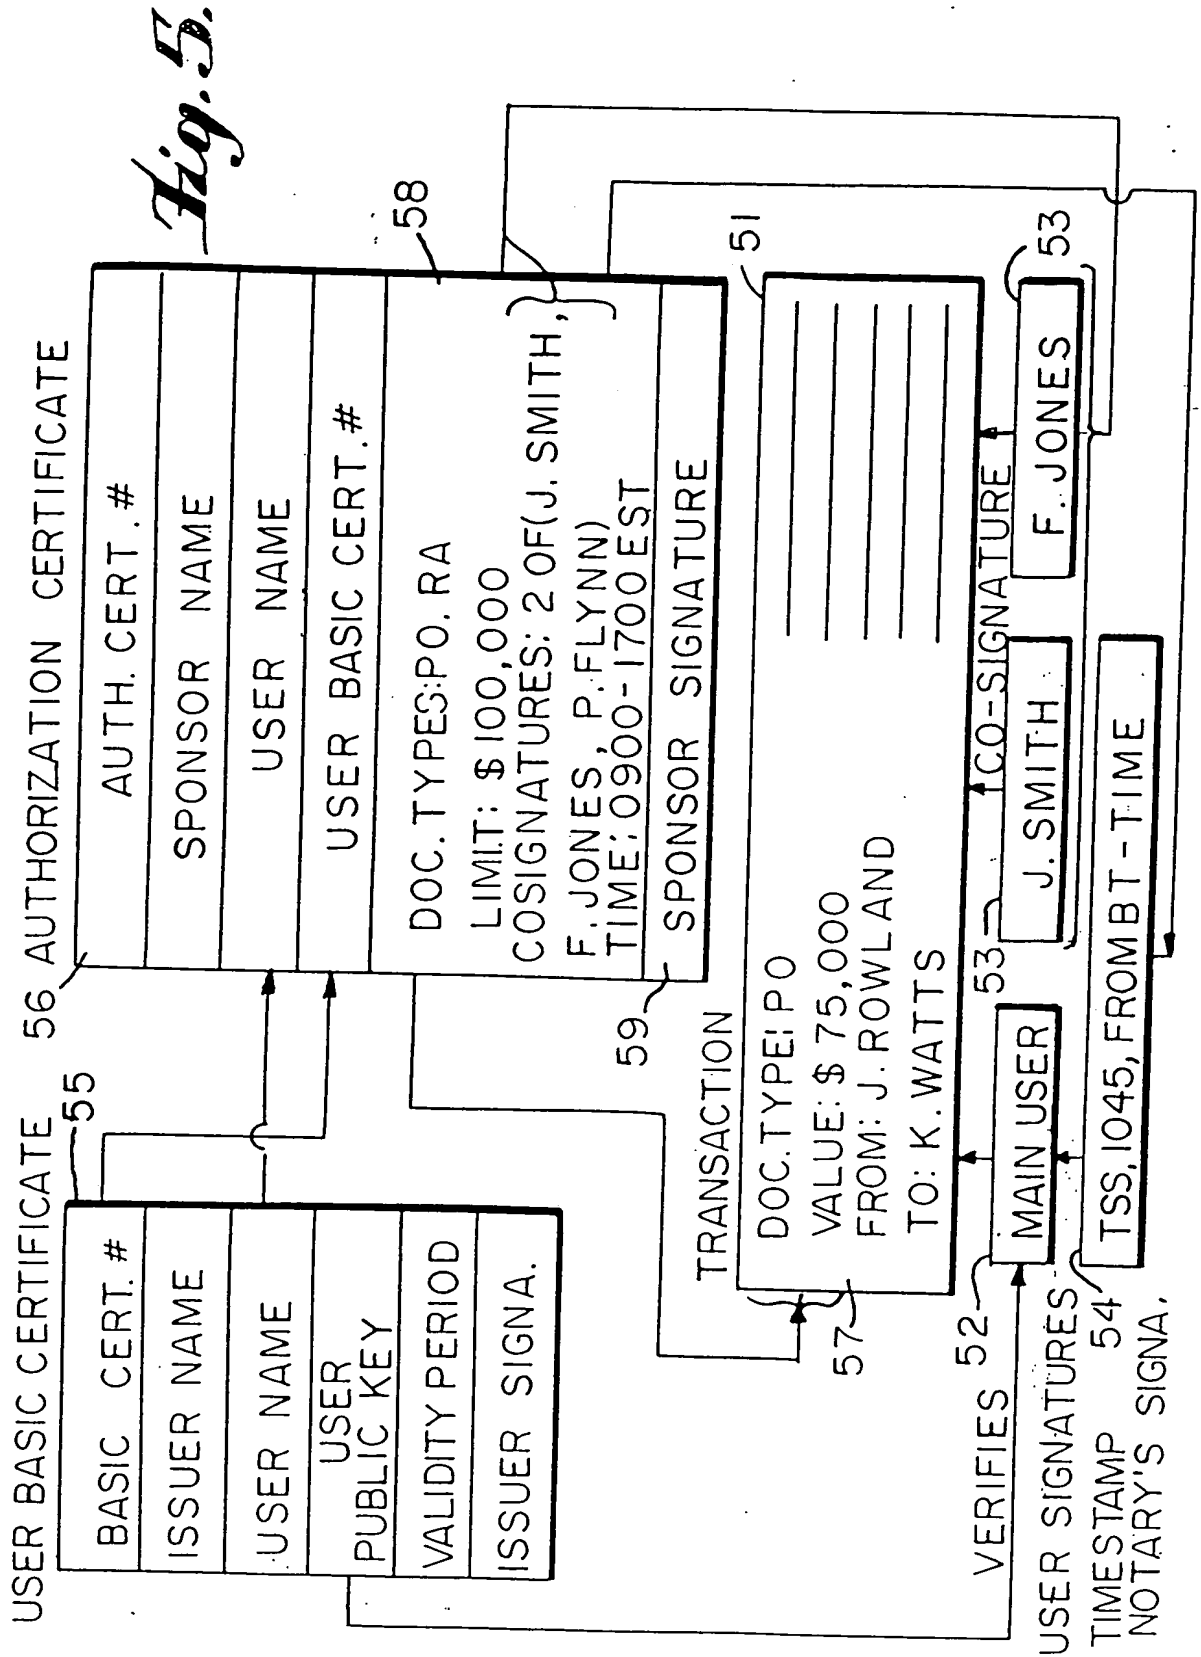 USER BASIC CERTIFICATE
55
BASIC CERT. #
ISSUER NAME
USER NAME
USER
PUBLIC KEY
VALIDITY PERIOD
ISSUER SIGNA.
56 AUTHORIZATION CERTIFICATE
AUTH. CERT. #
SPONSOR NAME
USER NAME
USER BASIC CERT. #
58
DOC. TYPES: PO, RA
LIMIT: $100,000
COSIGNATURES: 2 OF (J. SMITH,
F. JONES, P. FLYNN)
TIME: 0900-1700 EST
59
SPONSOR SIGNATURE
Fig. 5.
TRANSACTION
51
DOC. TYPE: PO
VALUE: $75,000
FROM: J. ROWLAND
TO: K. WATTS
57
VERIFIES
52
MAIN USER
53
J. SMITH
CO-SIGNATURE
F. JONES
53
USER SIGNATURES
54
TSS, 1045, FROM BT-TIME
TIMESTAMP
NOTARY'S SIGNA.